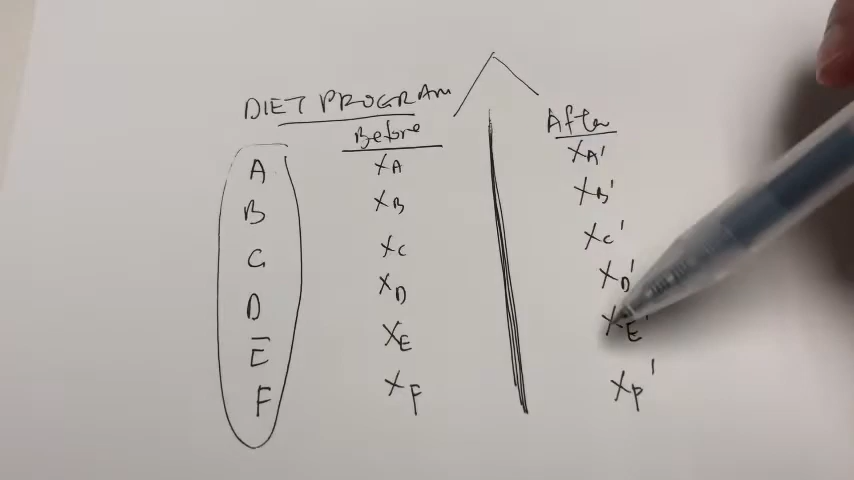 DIET PROGRAM
Before After
A XA XA'
B XB XB'
C XC XC'
D XD XD'
E XE XE'
F XF XF'